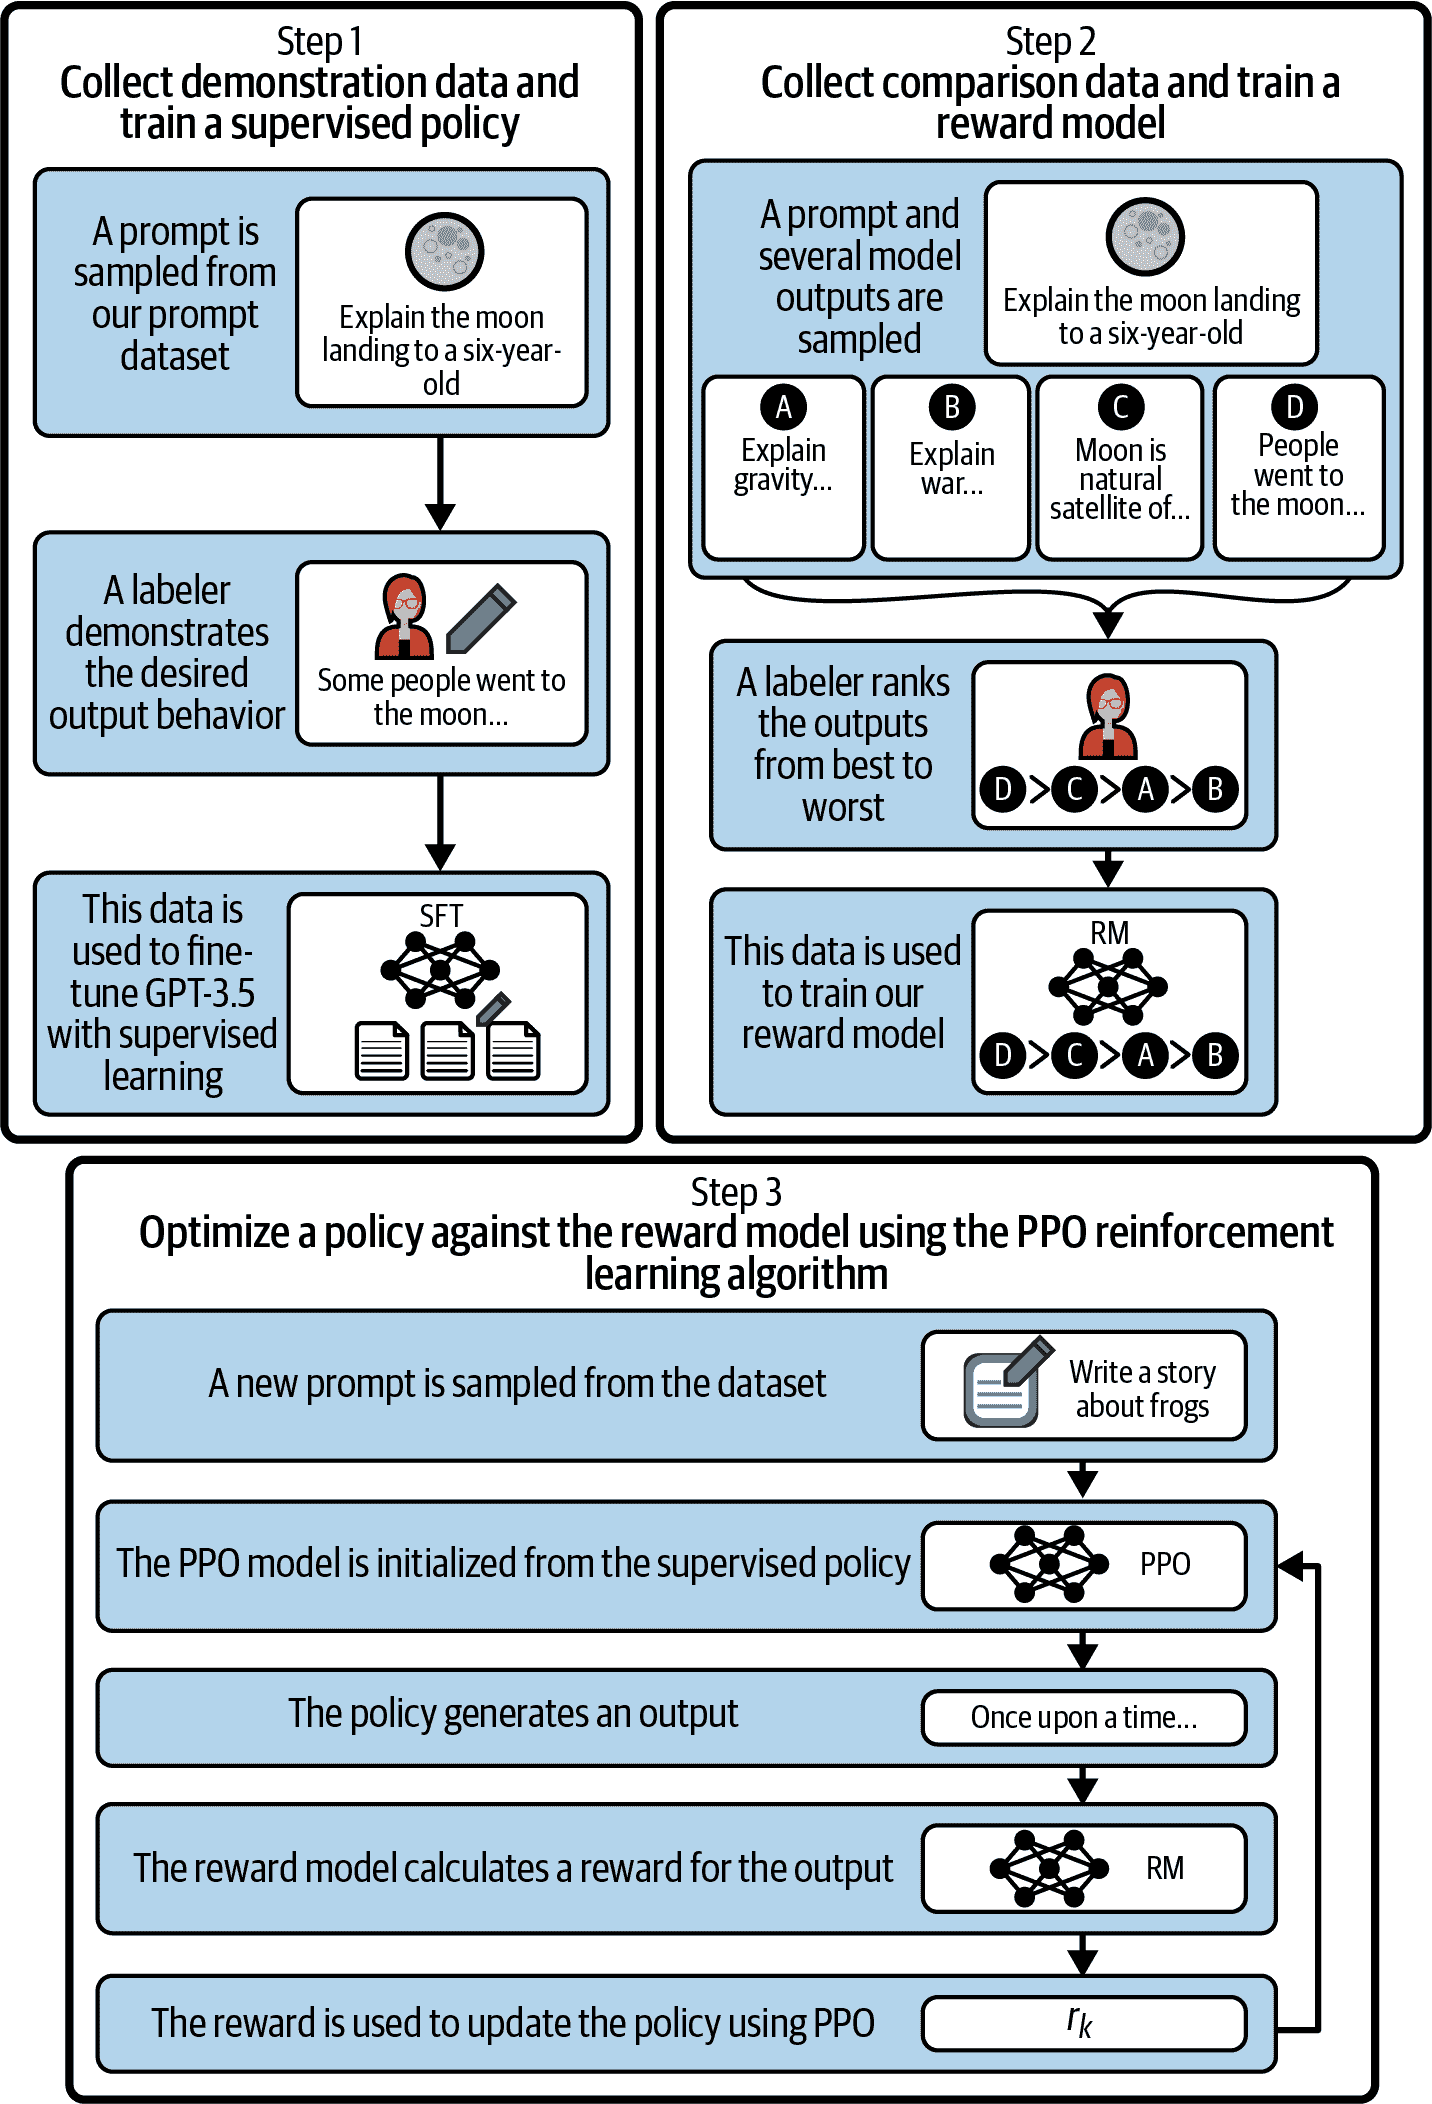 Step 1
Collect demonstration data and
train a supervised policy
A prompt is
sampled from
our prompt
dataset
Explain the moon
landing to a six-year-
old
A labeler
demonstrates
the desired
output behavior
Some people went to
the moon...
This data is
used to fine-
tune GPT-3.5
with supervised
learning
SFT
Step 2
Collect comparison data and train a
reward model
A prompt and
several model
outputs are
sampled
Explain the moon landing
to a six-year-old
A
Explain
gravity...
B
Explain
war...
C
Moon is
natural
satellite of...
D
People
went to
the moon...
A labeler ranks
the outputs
from best to
worst
D > C > A > B
This data is used
to train our
reward model
RM
D > C > A > B
Step 3
Optimize a policy against the reward model using the PPO reinforcement
learning algorithm
A new prompt is sampled from the dataset
Write a story
about frogs
The PPO model is initialized from the supervised policy
PPO
The policy generates an output
Once upon a time...
The reward model calculates a reward for the output
RM
The reward is used to update the policy using PPO
rk